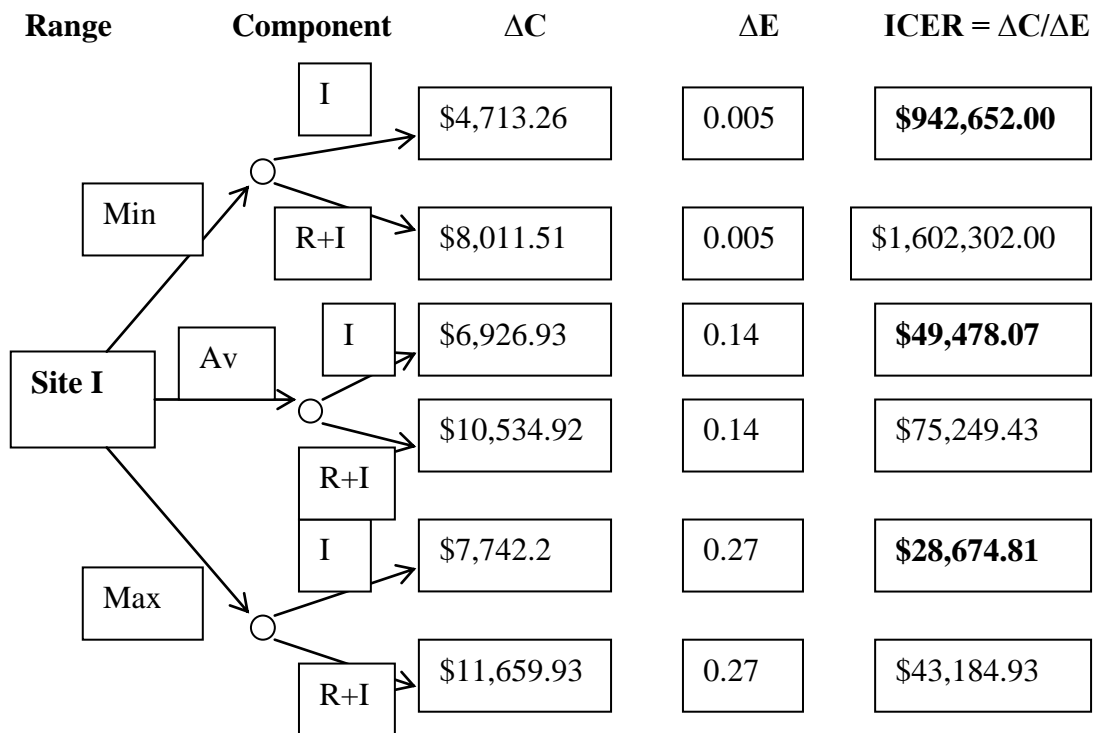 Range Component ΔC ΔE ICER = ΔC/ΔE
I
$4,713.26 0.005 $942,652.00
Min
R+I $8,011.51 0.005 $1,602,302.00
I $6,926.93 0.14 $49,478.07
Av
Site I
$10,534.92 0.14 $75,249.43
R+I
I $7,742.2 0.27 $28,674.81
Max
$11,659.93 0.27 $43,184.93
R+I